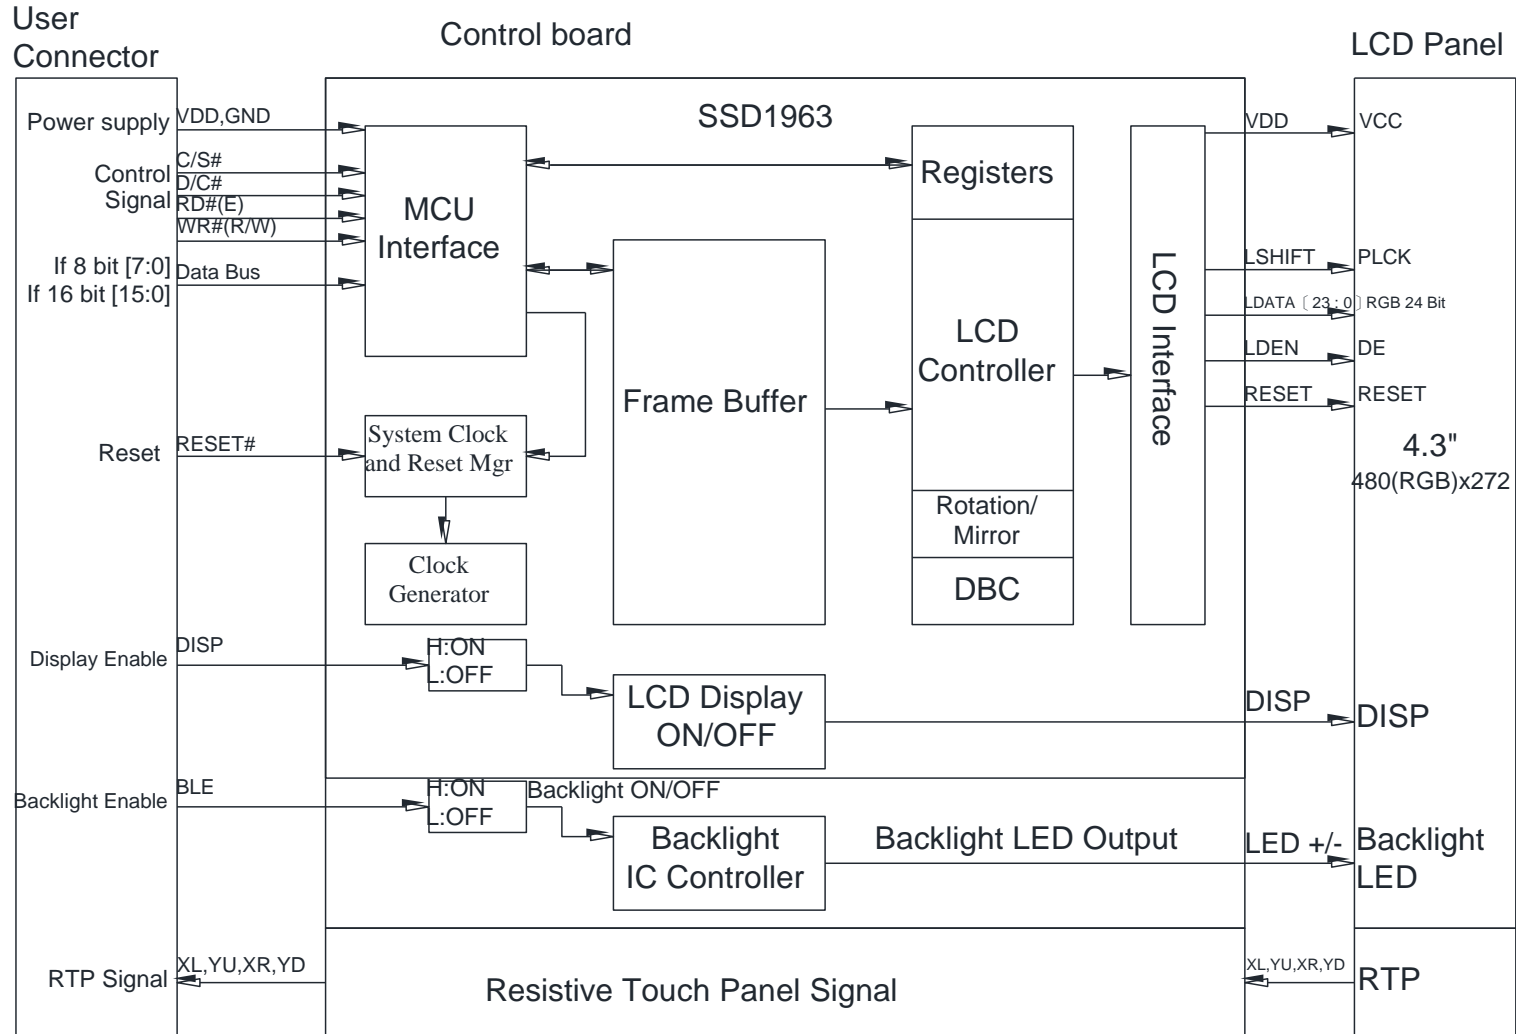 User
Connector
Control board
LCD Panel
Power supply
VDD,GND
SSD1963
VDD
VCC
Control
Signal
C/S#
D/C#
RD#(E)
WR#(R/W)
MCU
Interface
Registers
If 8 bit [7:0]
If 16 bit [15:0]
Data Bus
LSHIFT
PLCK
LDATA〔23:0〕RGB 24 Bit
LCD Interface
LCD
Controller
LDEN
DE
Frame Buffer
RESET
RESET
Reset
RESET#
System Clock
and Reset Mgr
4.3"
480(RGB)x272
Rotation/
Mirror
Clock
Generator
DBC
Display Enable
DISP
H:ON
L:OFF
LCD Display
ON/OFF
DISP
DISP
Backlight Enable
BLE
H:ON
L:OFF
Backlight ON/OFF
Backlight
IC Controller
Backlight LED Output
LED +/-
Backlight
LED
RTP Signal
XL,YU,XR,YD
Resistive Touch Panel Signal
XL,YU,XR,YD
RTP